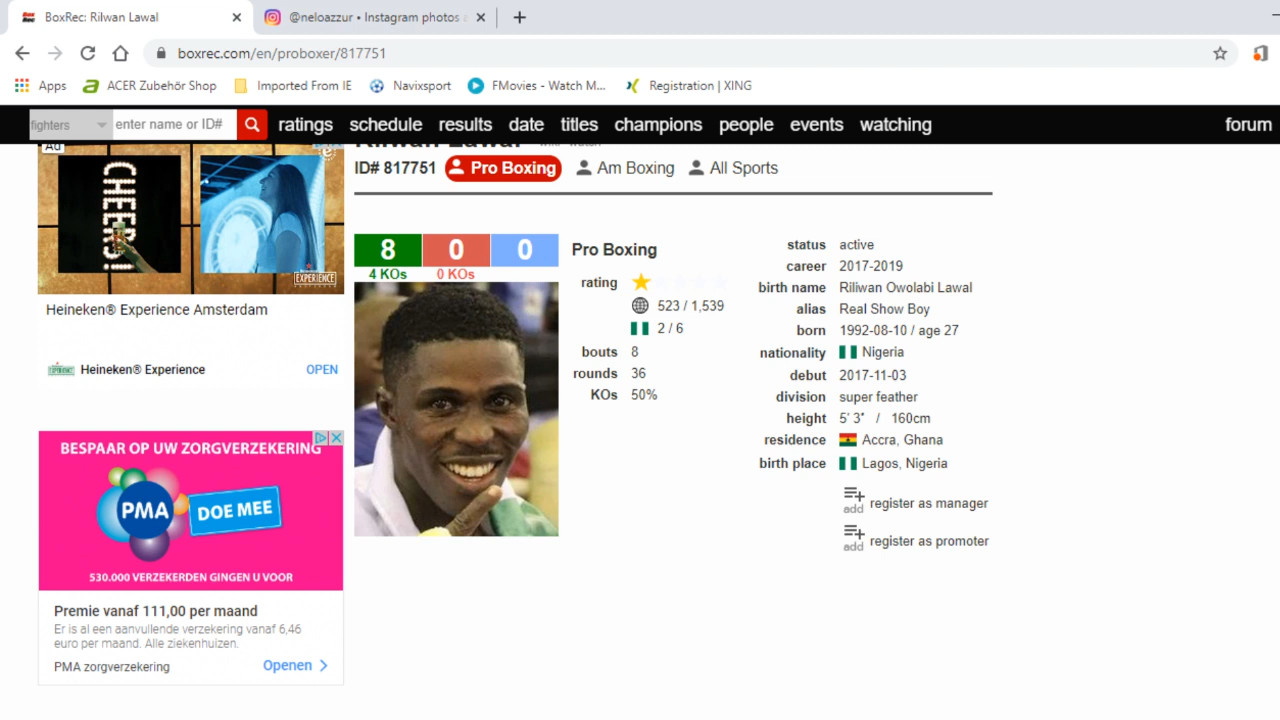 BoxRec: Rilwan Lawal
@neloazzur • Instagram photos a
boxrec.com/en/proboxer/817751
Apps
ACER Zubehör Shop
Imported From IE
Navixsport
FMovies - Watch M...
Registration | XING
fighters
enter name or ID#
ratings
schedule
results
date
titles
champions
people
events
watching
forum
Rilwan Lawal
ID# 817751
Pro Boxing
Am Boxing
All Sports
Ad
CHEERS!
EXPERIENCE
Heineken® Experience Amsterdam
Heineken® Experience
OPEN
BESPAAR OP UW ZORGVERZEKERING
PMA
DOE MEE
530.000 VERZEKERDEN GINGEN U VOOR
Premie vanaf 111,00 per maand
Er is al een aanvullende verzekering vanaf 6,46
euro per maand. Alle ziekenhuizen.
PMA zorgverzekering
Openen
8 0 0
4 KOs 0 KOs
Pro Boxing
rating
523 / 1,539
2 / 6
bouts 8
rounds 36
KOs 50%
status active
career 2017-2019
birth name Riliwan Owolabi Lawal
alias Real Show Boy
born 1992-08-10 / age 27
nationality Nigeria
debut 2017-11-03
division super feather
height 5′ 3″ / 160cm
residence Accra, Ghana
birth place Lagos, Nigeria
add register as manager
add register as promoter